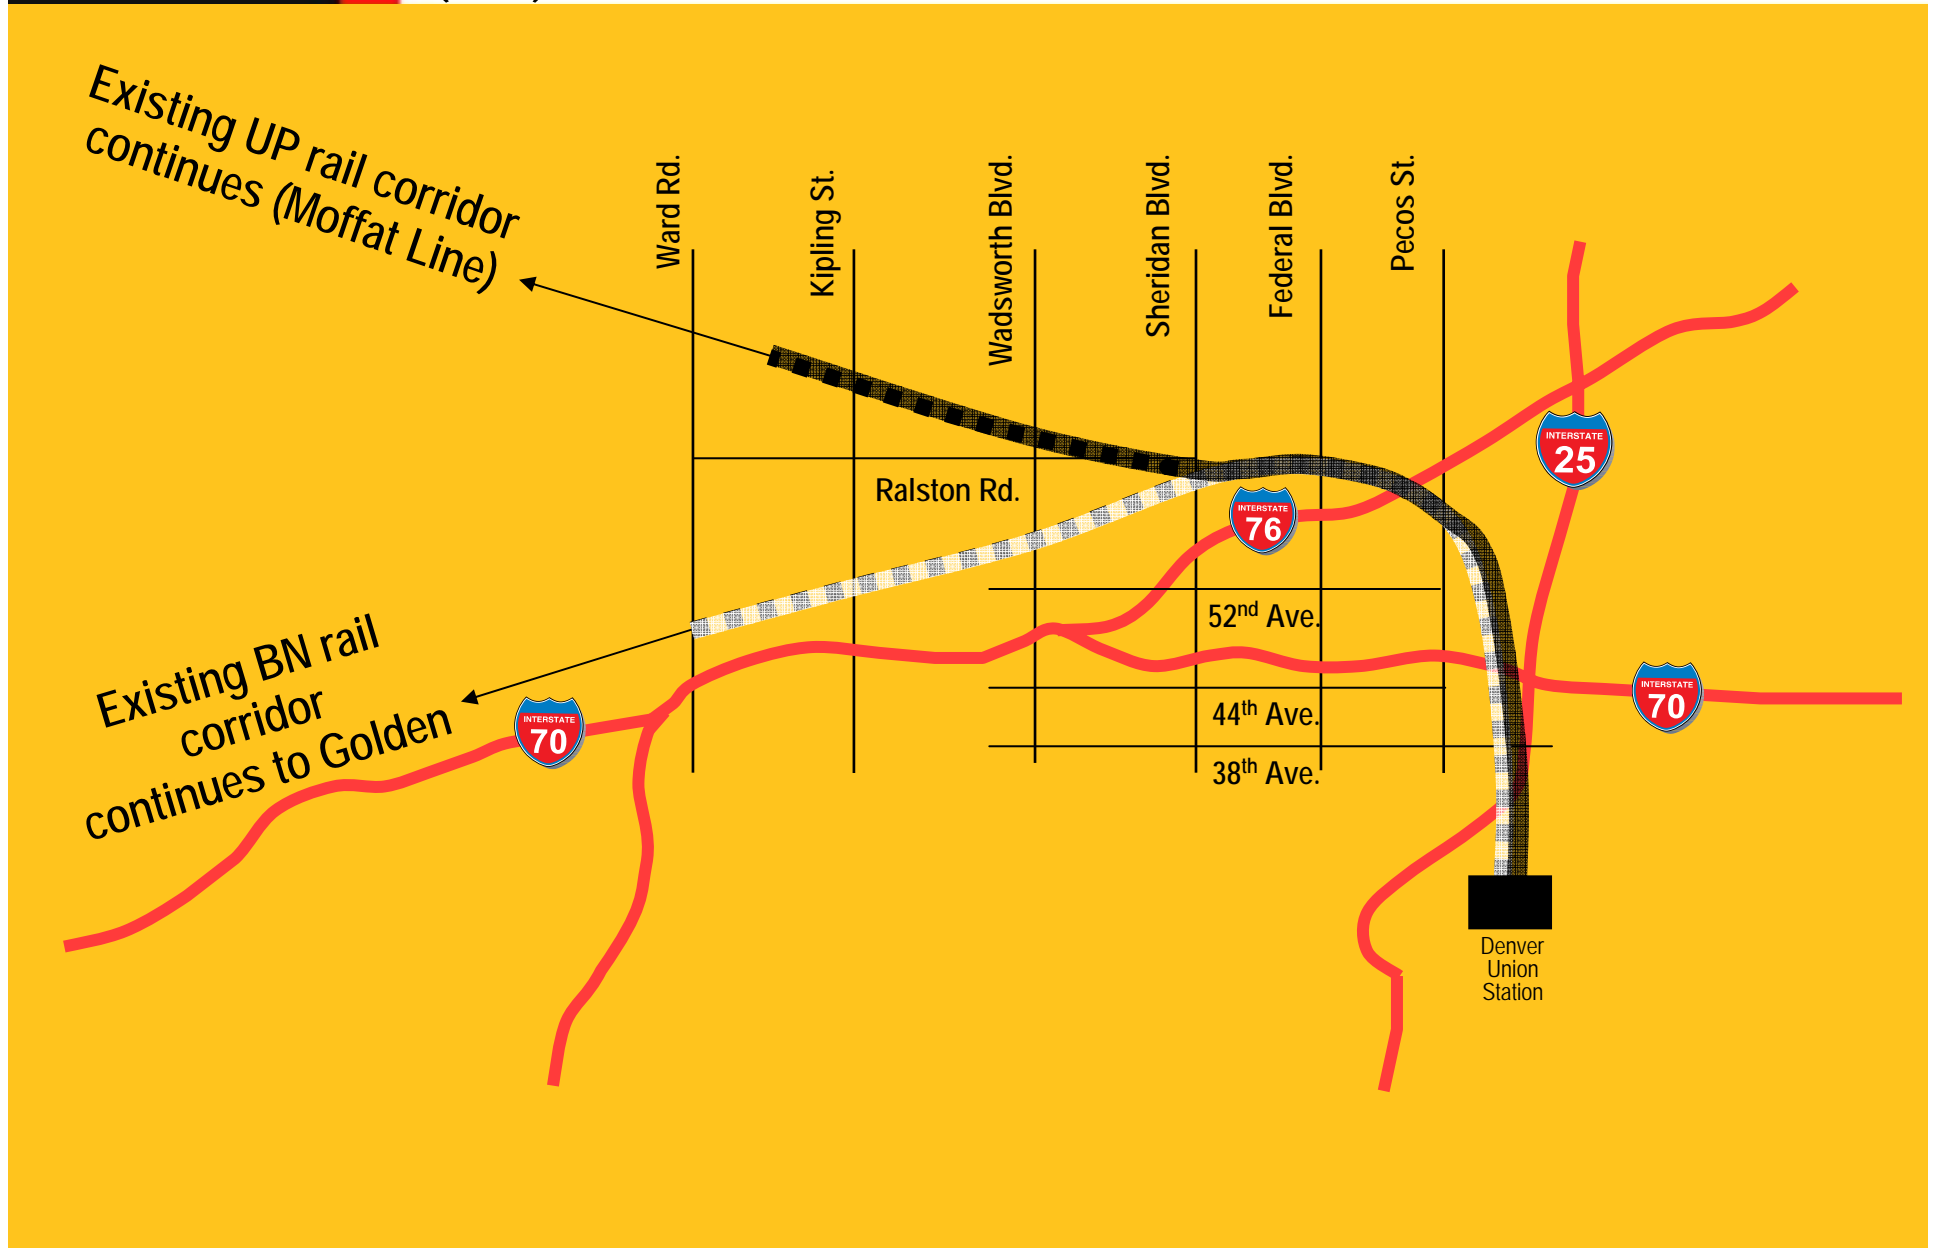 Existing UP rail corridor
continues (Moffat Line)
Ward Rd.
Kipling St.
Wadsworth Blvd.
Sheridan Blvd.
Federal Blvd.
Pecos St.
INTERSTATE
25
Ralston Rd.
INTERSTATE
76
52nd Ave.
Existing BN rail
corridor
continues to Golden
INTERSTATE
70
INTERSTATE
70
44th Ave.
38th Ave.
Denver
Union
Station